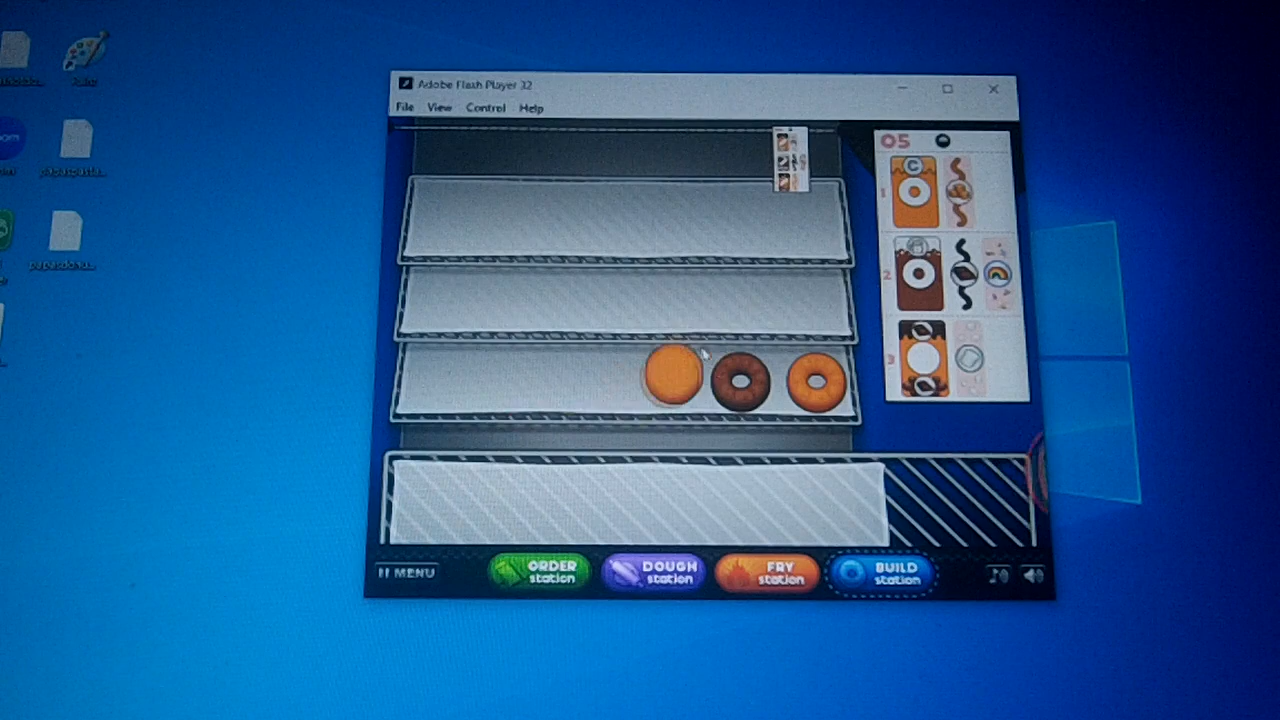 Adobe Flash Player 32
File View Control Help
05
C
1
2
3
MENU
ORDER station
DOUGH station
FRY station
BUILD station